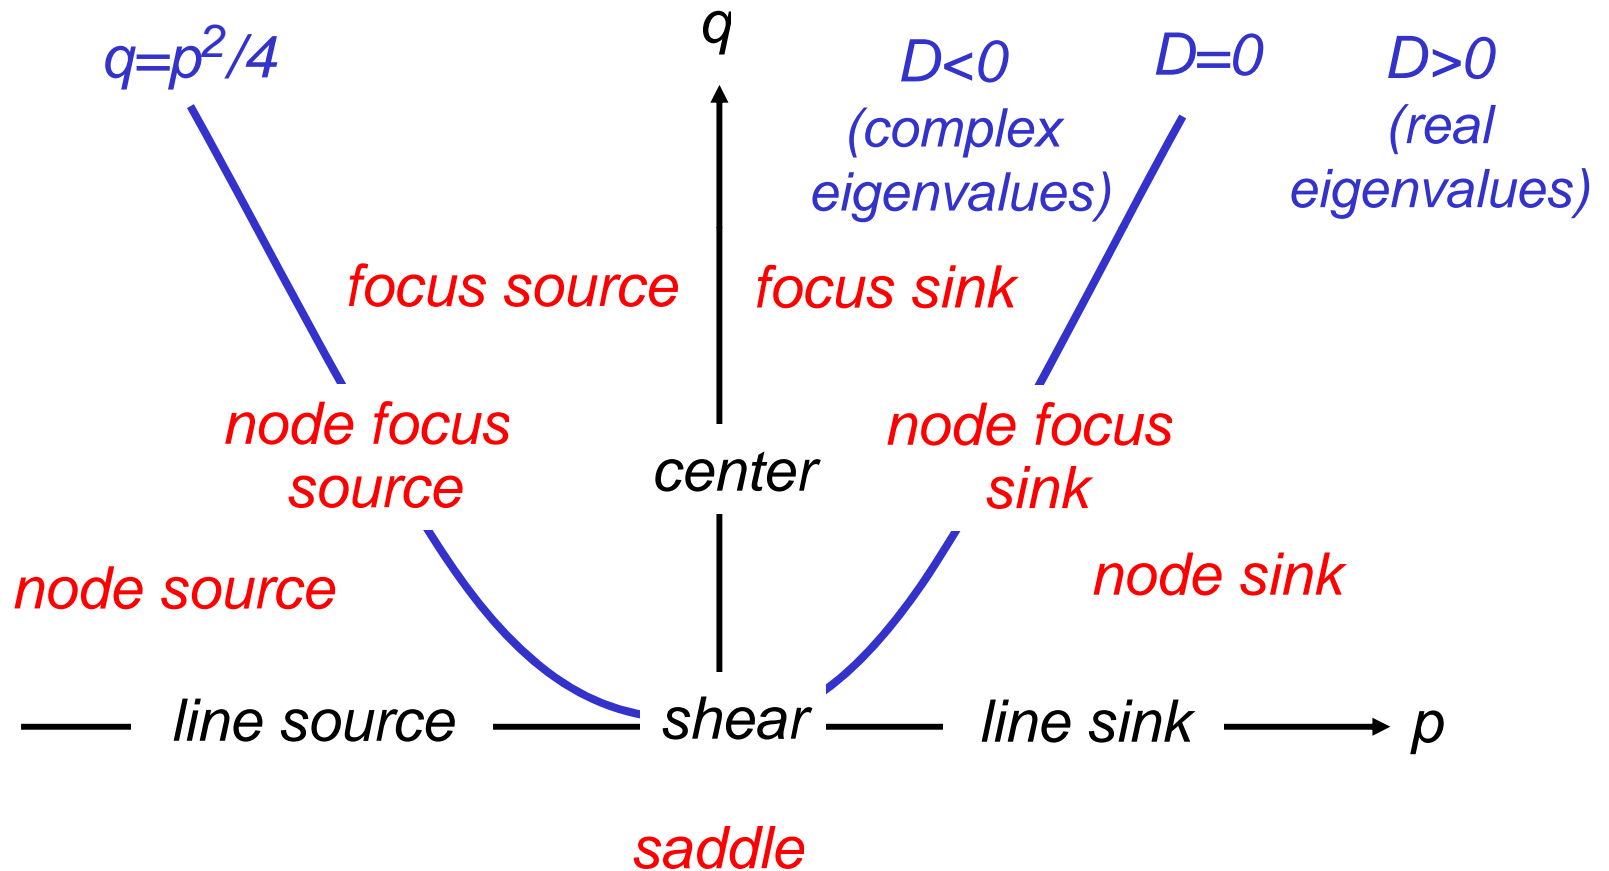 q
q=p²/4
D<0
D=0
D>0
(complex
eigenvalues)
(real
eigenvalues)
focus source
focus sink
node focus
source
center
node focus
sink
node source
node sink
line source
shear
line sink
p
saddle